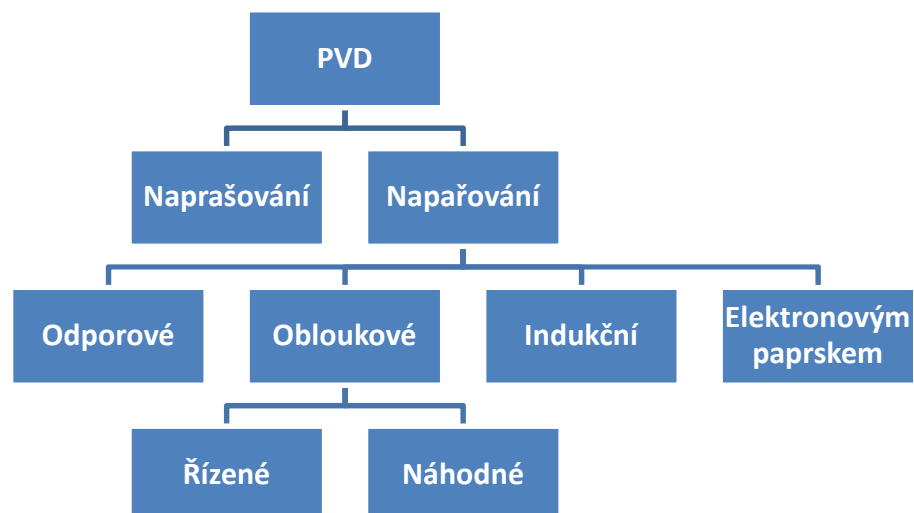 PVD
Naprašování
Napařování
Odporové
Obloukové
Indukční
Elektronovým
paprskem
Řízené
Náhodné